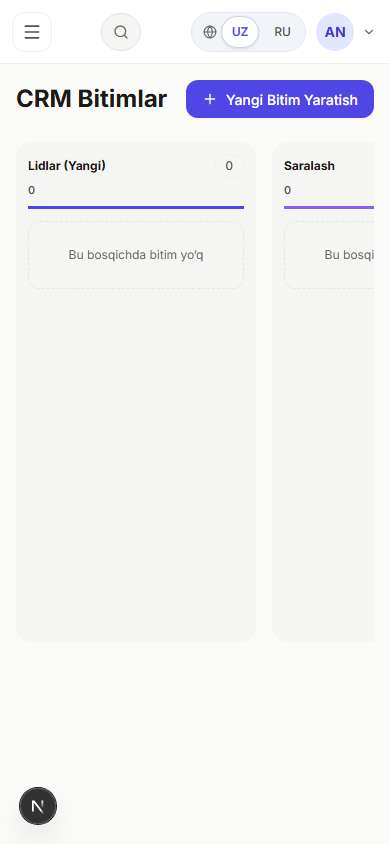 UZ
RU
AN
CRM Bitimlar
+ Yangi Bitim Yaratish
Lidlar (Yangi)
0
0
Bu bosqichda bitim yo'q
Saralash
0
Bu bosqi
N